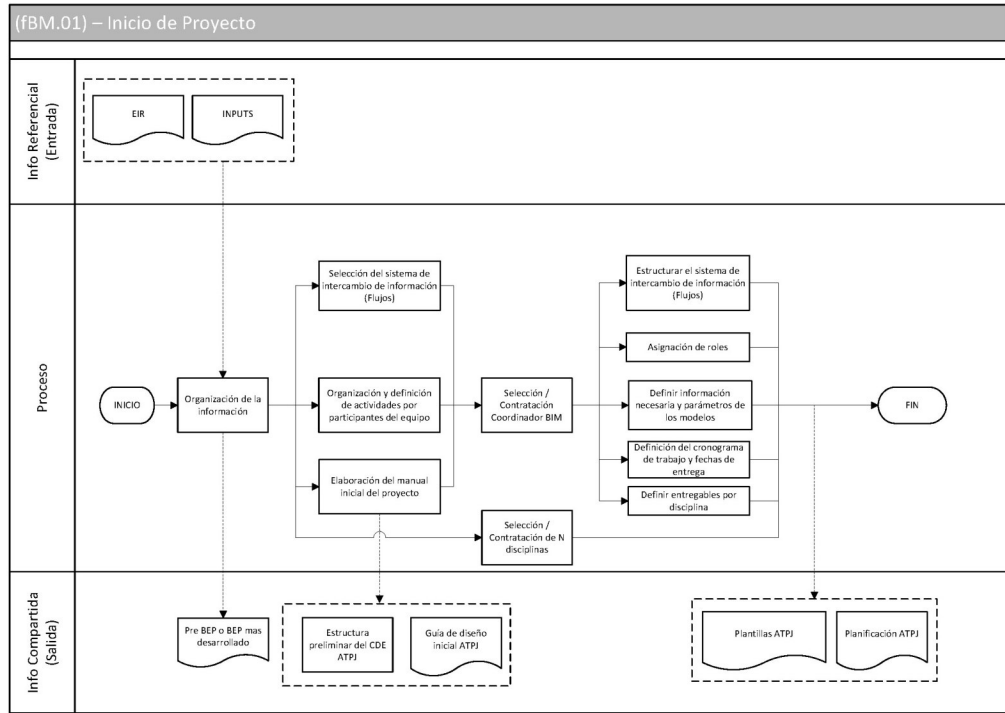 (fBM.01) – Inicio de Proyecto
Info Referencial
(Entrada)
EIR
INPUTS
Proceso
INICIO
Organización de la
información
Selección del sistema de
intercambio de información
(Flujos)
Organización y definición
de actividades por
participantes del equipo
Elaboración del manual
inicial del proyecto
Selección /
Contratación
Coordinador BIM
Selección /
Contratación de N
disciplinas
Estructurar el sistema de
intercambio de información
(Flujos)
Asignación de roles
Definir información
necesaria y parámetros de
los modelos
Definición del cronograma
de trabajo y fechas de
entrega
Definir entregables por
disciplina
FIN
Info Compartida
(Salida)
Pre BEP o BEP mas
desarrollado
Estructura
preliminar del CDE
ATPJ
Guía de diseño
inicial ATPJ
Plantillas ATPJ
Planificación ATPJ